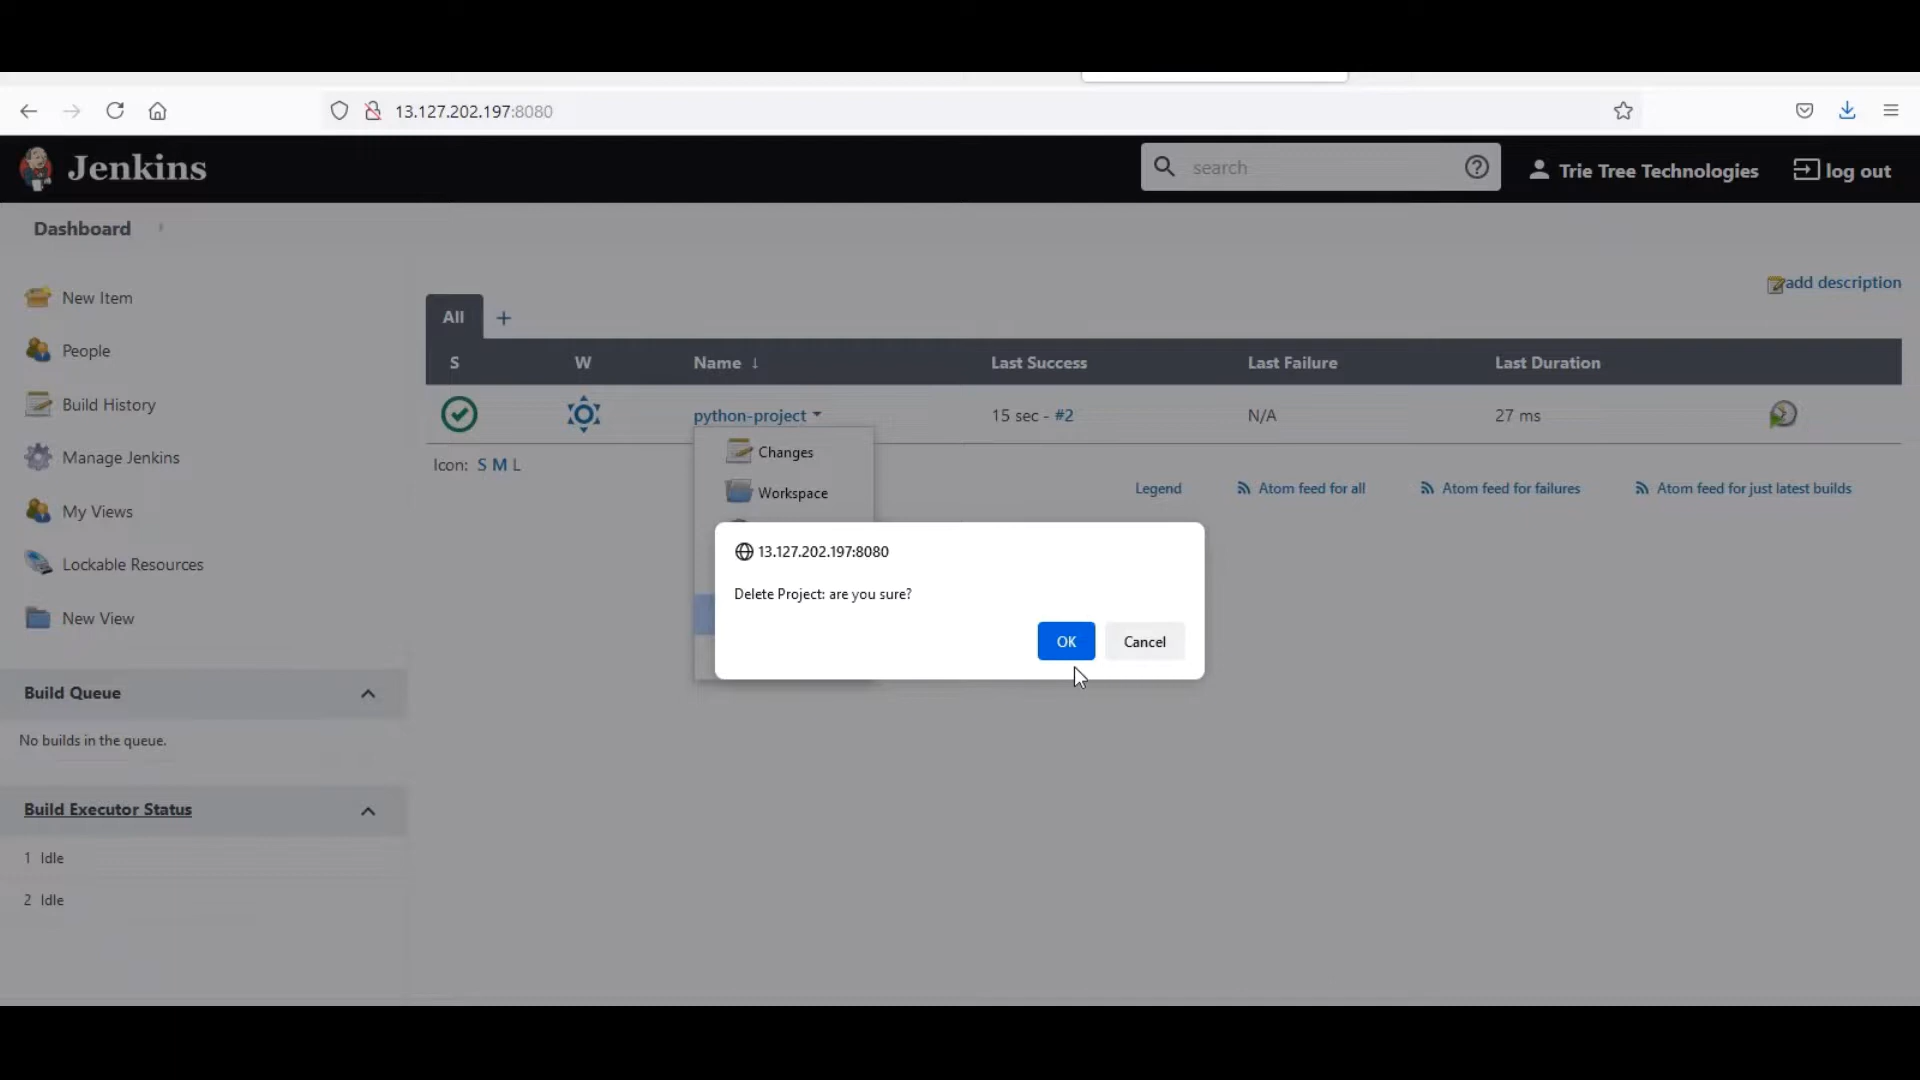 13.127.202.197:8080
Jenkins
search
Trie Tree Technologies
log out
Dashboard
New Item
People
Build History
Manage Jenkins
My Views
Lockable Resources
New View
Build Queue
No builds in the queue.
Build Executor Status
1 Idle
2 Idle
add description
All +
S W Name ↓ Last Success Last Failure Last Duration
python-project 15 sec - #2 N/A 27 ms
Changes
Workspace
Icon: S M L
Legend Atom feed for all Atom feed for failures Atom feed for just latest builds
13.127.202.197:8080
Delete Project: are you sure?
OK Cancel